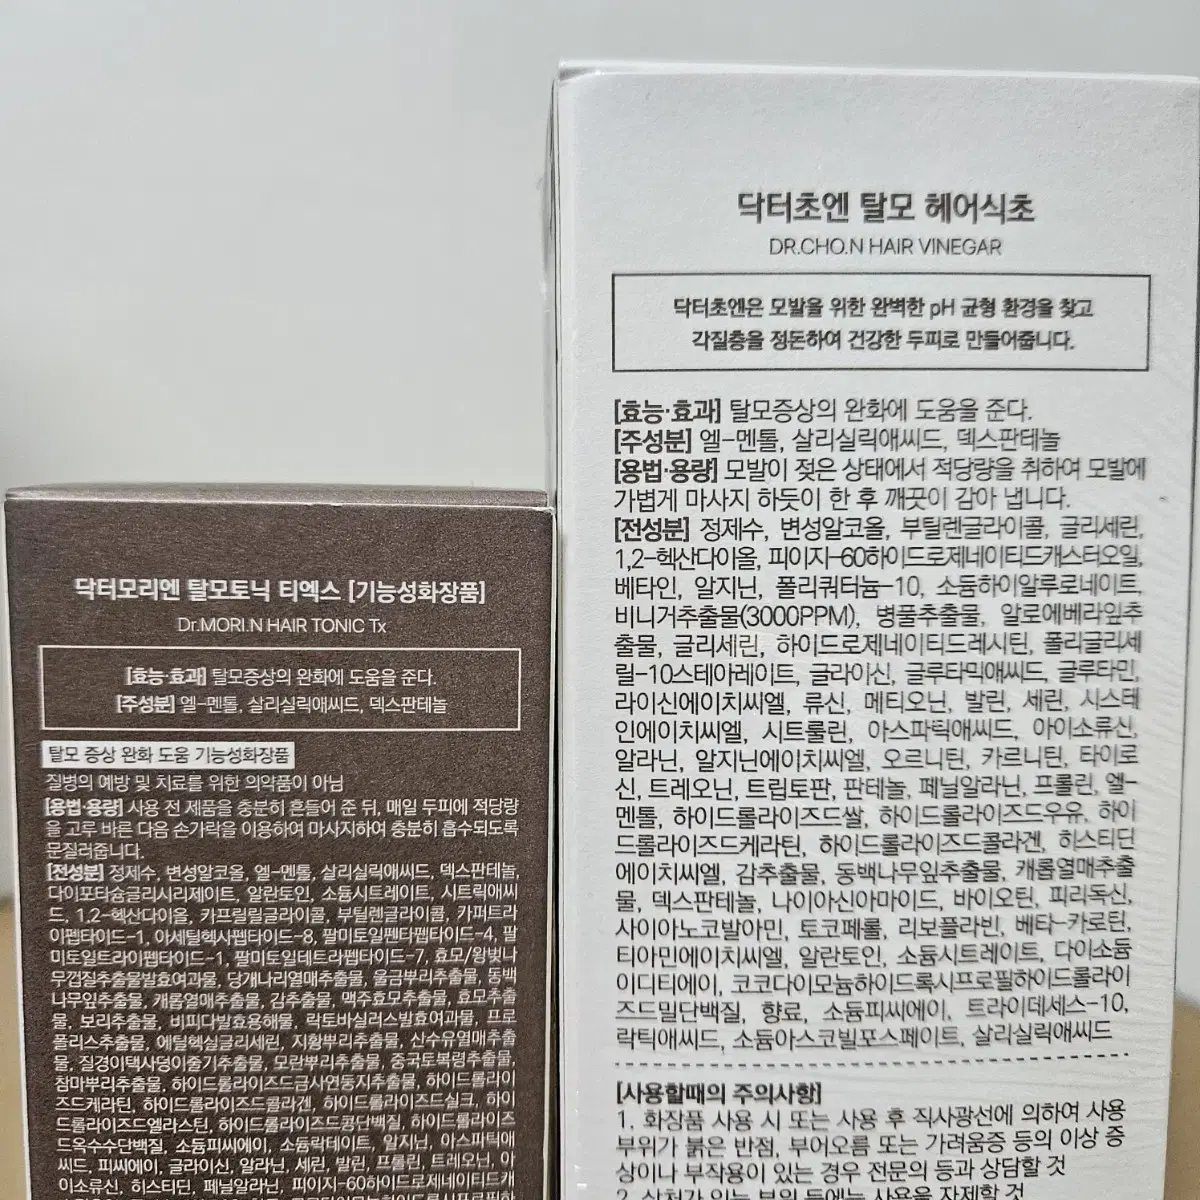 닥터모리엔 탈모토닉 티엑스 [기능성화장품]
Dr.MORI.N HAIR TONIC Tx
[효능·효과] 탈모증상의 완화에 도움을 준다.
[주성분] 엘-멘톨, 살리실릭애씨드, 덱스판테놀
탈모 증상 완화 도움 기능성화장품
질병의 예방 및 치료를 위한 의약품이 아님
[용법·용량] 사용 전 제품을 충분히 흔들어 준 뒤, 매일 두피에 적당량
을 고루 바른 다음 손가락을 이용하여 마사지하여 충분히 흡수되도록
문질러줍니다.
[전성분] 정제수, 변성알코올, 엘-멘톨, 살리실릭애씨드, 덱스판테놀,
다이포타슘글리시리제이트, 알란토인, 소듐시트레이트, 시트릭애씨
드, 1,2-헥산다이올, 카프릴릴글라이콜, 부틸렌글라이콜, 카퍼트라
이펩타이드-1, 아세틸헥사펩타이드-8, 팔미토일펜타펩타이드-4, 팔
미토일트라이펩타이드-1, 팔미토일테트라펩타이드-7, 효모/왕벚나
무껍질추출물발효여과물, 당개나리열매추출물, 울금뿌리추출물, 동백
나무잎추출물, 캐롭열매추출물, 감추출물, 맥주효모추출물, 효모추출
물, 보리추출물, 비피다발효용해물, 락토바실러스발효여과물, 프로
폴리스추출물, 에틸헥실글리세린, 지황뿌리추출물, 산수유열매추출
물, 질경이택사덩이줄기추출물, 모란뿌리추출물, 중국토복령추출물,
참마뿌리추출물, 하이드롤라이즈드금사연둥지추출물, 하이드롤라이
즈드케라틴, 하이드롤라이즈드콜라겐, 하이드롤라이즈드실크, 하이
드롤라이즈드엘라스틴, 하이드롤라이즈드콩단백질, 하이드롤라이즈
드옥수수단백질, 소듐피씨에이, 소듐락테이트, 알지닌, 아스파틱애
씨드, 피씨에이, 글라이신, 알라닌, 세린, 발린, 프롤린, 트레오닌, 아
이소류신, 히스티딘, 페닐알라닌, 피이지-60하이드로제네이티드캐
닥터초엔 탈모 헤어식초
DR.CHO.N HAIR VINEGAR
닥터초엔은 모발을 위한 완벽한 pH 균형 환경을 찾고
각질층을 정돈하여 건강한 두피로 만들어줍니다.
[효능·효과] 탈모증상의 완화에 도움을 준다.
[주성분] 엘-멘톨, 살리실릭애씨드, 덱스판테놀
[용법·용량] 모발이 젖은 상태에서 적당량을 취하여 모발에
가볍게 마사지 하듯이 한 후 깨끗이 감아 냅니다.
[전성분] 정제수, 변성알코올, 부틸렌글라이콜, 글리세린,
1,2-헥산다이올, 피이지-60하이드로제네이티드캐스터오일,
베타인, 알지닌, 폴리쿼터늄-10, 소듐하이알루로네이트,
비니거추출물(3000PPM), 병풀추출물, 알로에베라잎추
출물, 글리세린, 하이드로제네이티드레시틴, 폴리글리세
릴-10스테아레이트, 글라이신, 글루타믹애씨드, 글루타민,
라이신에이치씨엘, 류신, 메티오닌, 발린, 세린, 시스테
인에이치씨엘, 시트룰린, 아스파틱애씨드, 아이소류신,
알라닌, 알지닌에이치씨엘, 오르니틴, 카르니틴, 타이로
신, 트레오닌, 트립토판, 판테놀, 페닐알라닌, 프롤린, 엘-
멘톨, 하이드롤라이즈드쌀, 하이드롤라이즈드우유, 하이
드롤라이즈드케라틴, 하이드롤라이즈드콜라겐, 히스티딘
에이치씨엘, 감추출물, 동백나무잎추출물, 캐롭열매추출
물, 덱스판테놀, 나이아신아마이드, 바이오틴, 피리독신,
사이아노코발아민, 토코페롤, 리보플라빈, 베타-카로틴,
티아민에이치씨엘, 알란토인, 소듐시트레이트, 다이소듐
이디티에이, 코코다이모늄하이드록시프로필하이드롤라이
즈드밀단백질, 향료, 소듐피씨에이, 트라이데세스-10,
락틱애씨드, 소듐아스코빌포스페이트, 살리실릭애씨드
[사용할때의 주의사항]
1. 화장품 사용 시 또는 사용 후 직사광선에 의하여 사용
부위가 붉은 반점, 부어오름 또는 가려움증 등의 이상 증
상이나 부작용이 있는 경우 전문의 등과 상담할 것
2. 상처가 있는 부위 등에는 사용을 자제할 것